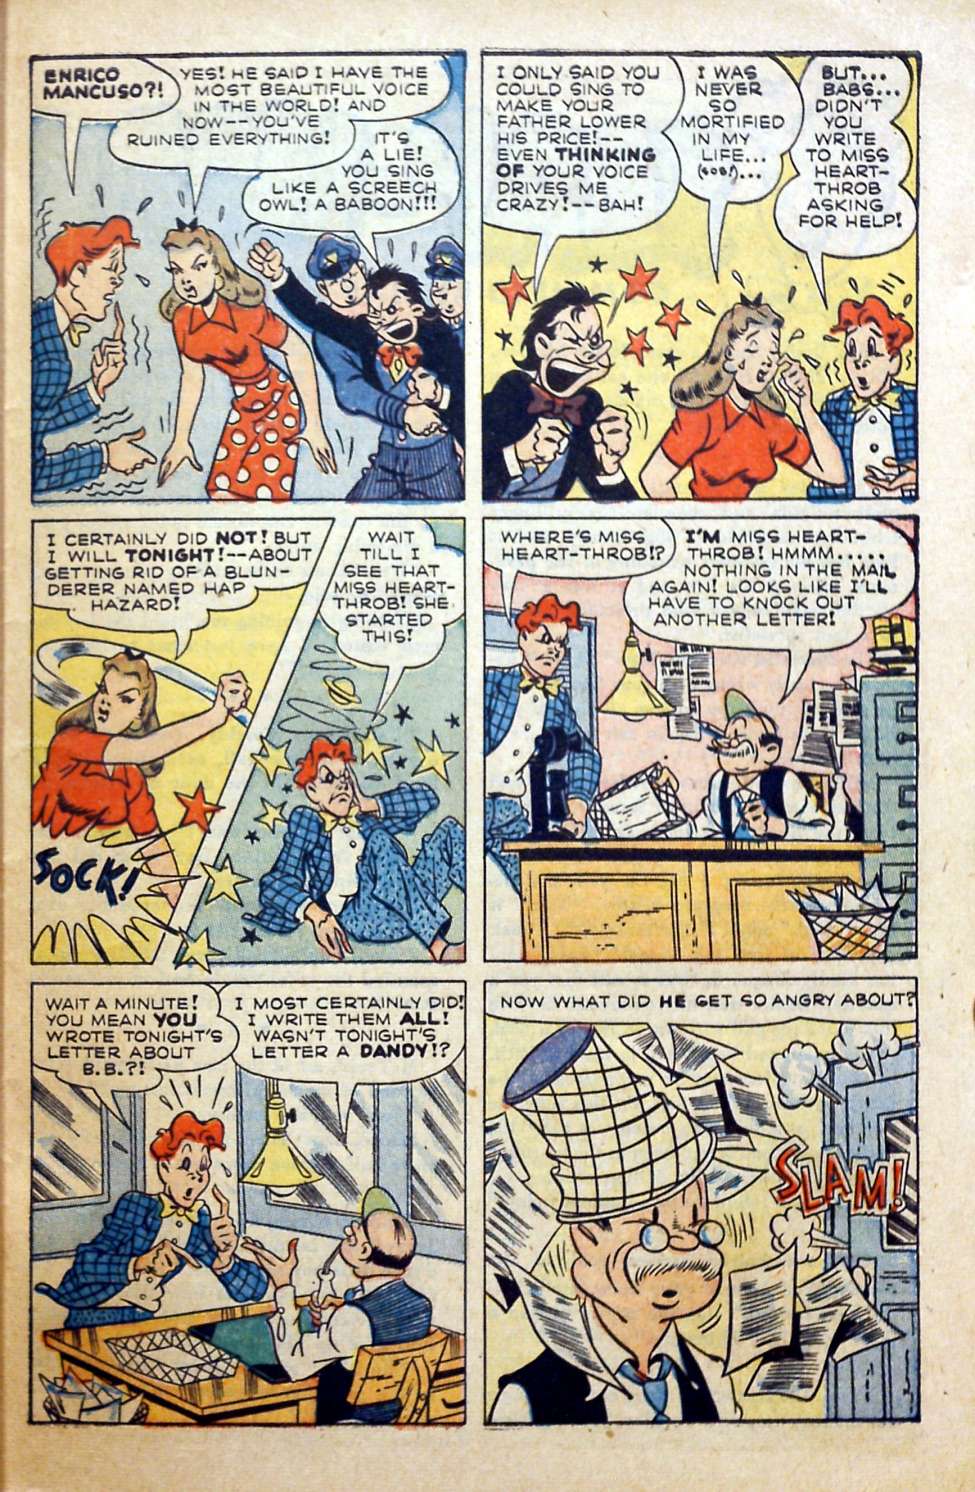 ENRICO
MANCUSO?!
YES! HE SAID I HAVE THE
MOST BEAUTIFUL VOICE
IN THE WORLD! AND
NOW--YOU'VE
RUINED EVERYTHING!
IT'S
A LIE!
YOU SING
LIKE A SCREECH
OWL! A BABOON!!!
I ONLY SAID YOU
COULD SING TO
MAKE YOUR
FATHER LOWER
HIS PRICE!--
EVEN THINKING
OF YOUR VOICE
DRIVES ME
CRAZY!--BAH!
I WAS
NEVER
SO
MORTIFIED
IN MY
LIFE...
(SOB!)...
BUT...
BABS...
DIDN'T
YOU
WRITE
TO MISS
HEART-
THROB
ASKING
FOR HELP!
I CERTAINLY DID NOT! BUT
I WILL TONIGHT!--ABOUT
GETTING RID OF A BLUN-
DERER NAMED HAP
HAZARD!
SOCK!
WAIT
TILL I
SEE THAT
MISS HEART-
THROB! SHE
STARTED
THIS!
WHERE'S MISS
HEART-THROB!?
I'M MISS HEART-
THROB! HMMM.....
NOTHING IN THE MAIL
AGAIN! LOOKS LIKE I'LL
HAVE TO KNOCK OUT
ANOTHER LETTER!
WAIT A MINUTE!
YOU MEAN YOU
WROTE TONIGHT'S
LETTER ABOUT
B.B.?!
I MOST CERTAINLY DID!
I WRITE THEM ALL!
WASN'T TONIGHT'S
LETTER A DANDY!?
NOW WHAT DID HE GET SO ANGRY ABOUT?
SLAM!